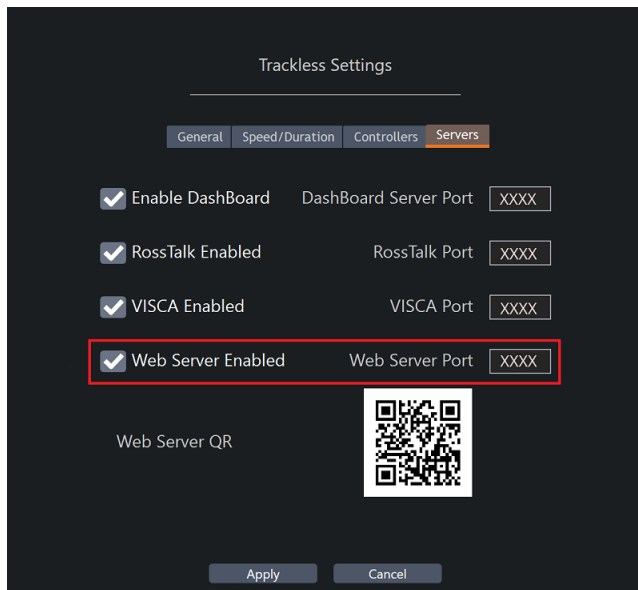 Trackless Settings
General Speed/Duration Controllers Servers
Enable DashBoard DashBoard Server Port XXXX
RossTalk Enabled RossTalk Port XXXX
VISCA Enabled VISCA Port XXXX
Web Server Enabled Web Server Port XXXX
Web Server QR
Apply Cancel